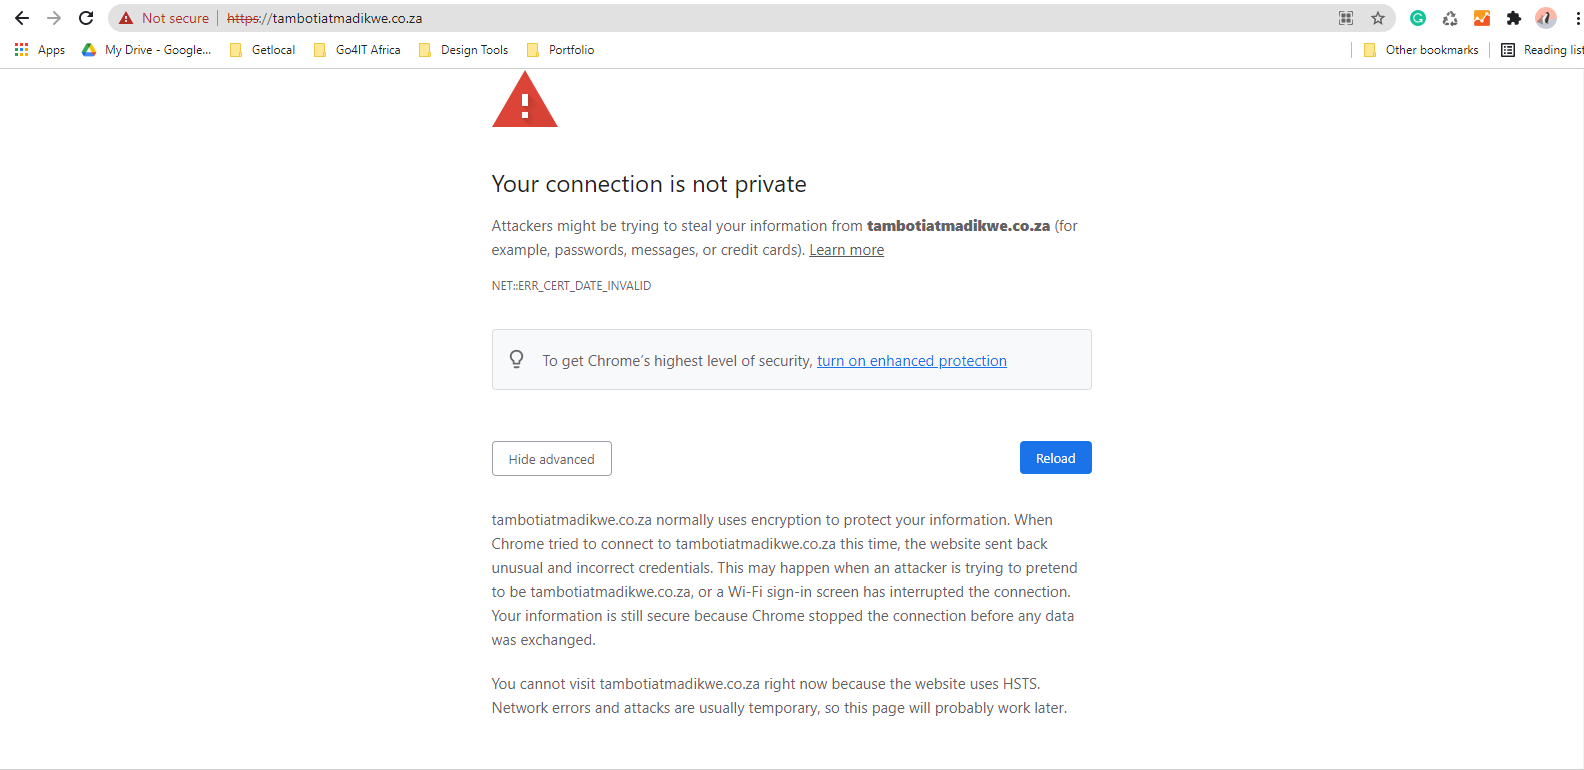 Not secure https://tambotiatmadikwe.co.za
Apps My Drive - Google... Getlocal Go4IT Africa Design Tools Portfolio Other bookmarks Reading list
Your connection is not private
Attackers might be trying to steal your information from tambotiatmadikwe.co.za (for
example, passwords, messages, or credit cards). Learn more
NET::ERR_CERT_DATE_INVALID
To get Chrome's highest level of security, turn on enhanced protection
Hide advanced Reload
tambotiatmadikwe.co.za normally uses encryption to protect your information. When
Chrome tried to connect to tambotiatmadikwe.co.za this time, the website sent back
unusual and incorrect credentials. This may happen when an attacker is trying to pretend
to be tambotiatmadikwe.co.za, or a Wi-Fi sign-in screen has interrupted the connection.
Your information is still secure because Chrome stopped the connection before any data
was exchanged.
You cannot visit tambotiatmadikwe.co.za right now because the website uses HSTS.
Network errors and attacks are usually temporary, so this page will probably work later.